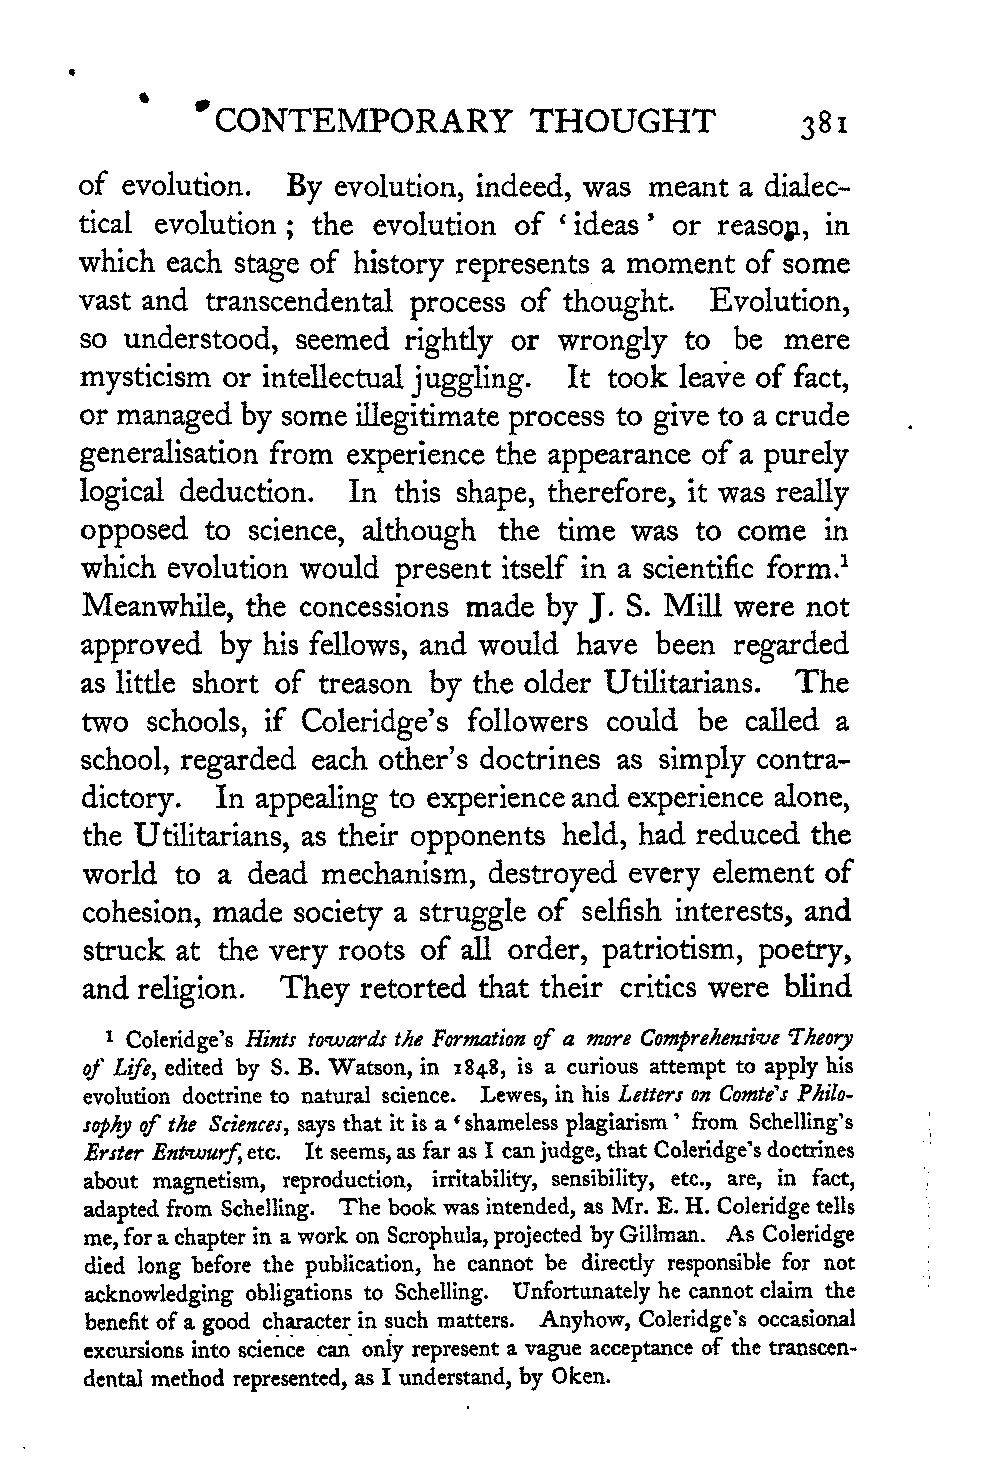 CONTEMPORARY THOUGHT 381
of evolution. By evolution, indeed, was meant a dialec-
tical evolution ; the evolution of ‘ ideas ’ or reason, in
which each stage of history represents a moment of some
vast and transcendental process of thought. Evolution,
so understood, seemed rightly or wrongly to be mere
mysticism or intellectual juggling. It took leave of fact,
or managed by some illegitimate process to give to a crude
generalisation from experience the appearance of a purely
logical deduction. In this shape, therefore, it was really
opposed to science, although the time was to come in
which evolution would present itself in a scientific form.¹
Meanwhile, the concessions made by J. S. Mill were not
approved by his fellows, and would have been regarded
as little short of treason by the older Utilitarians. The
two schools, if Coleridge’s followers could be called a
school, regarded each other’s doctrines as simply contra-
dictory. In appealing to experience and experience alone,
the Utilitarians, as their opponents held, had reduced the
world to a dead mechanism, destroyed every element of
cohesion, made society a struggle of selfish interests, and
struck at the very roots of all order, patriotism, poetry,
and religion. They retorted that their critics were blind
¹ Coleridge’s Hints towards the Formation of a more Comprehensive Theory
of Life, edited by S. B. Watson, in 1848, is a curious attempt to apply his
evolution doctrine to natural science. Lewes, in his Letters on Comte’s Philo-
sophy of the Sciences, says that it is a ‘ shameless plagiarism ’ from Schelling’s
Erster Entwurf, etc. It seems, as far as I can judge, that Coleridge’s doctrines
about magnetism, reproduction, irritability, sensibility, etc., are, in fact,
adapted from Schelling. The book was intended, as Mr. E. H. Coleridge tells
me, for a chapter in a work on Scrophula, projected by Gillman. As Coleridge
died long before the publication, he cannot be directly responsible for not
acknowledging obligations to Schelling. Unfortunately he cannot claim the
benefit of a good character in such matters. Anyhow, Coleridge’s occasional
excursions into science can only represent a vague acceptance of the transcen-
dental method represented, as I understand, by Oken.